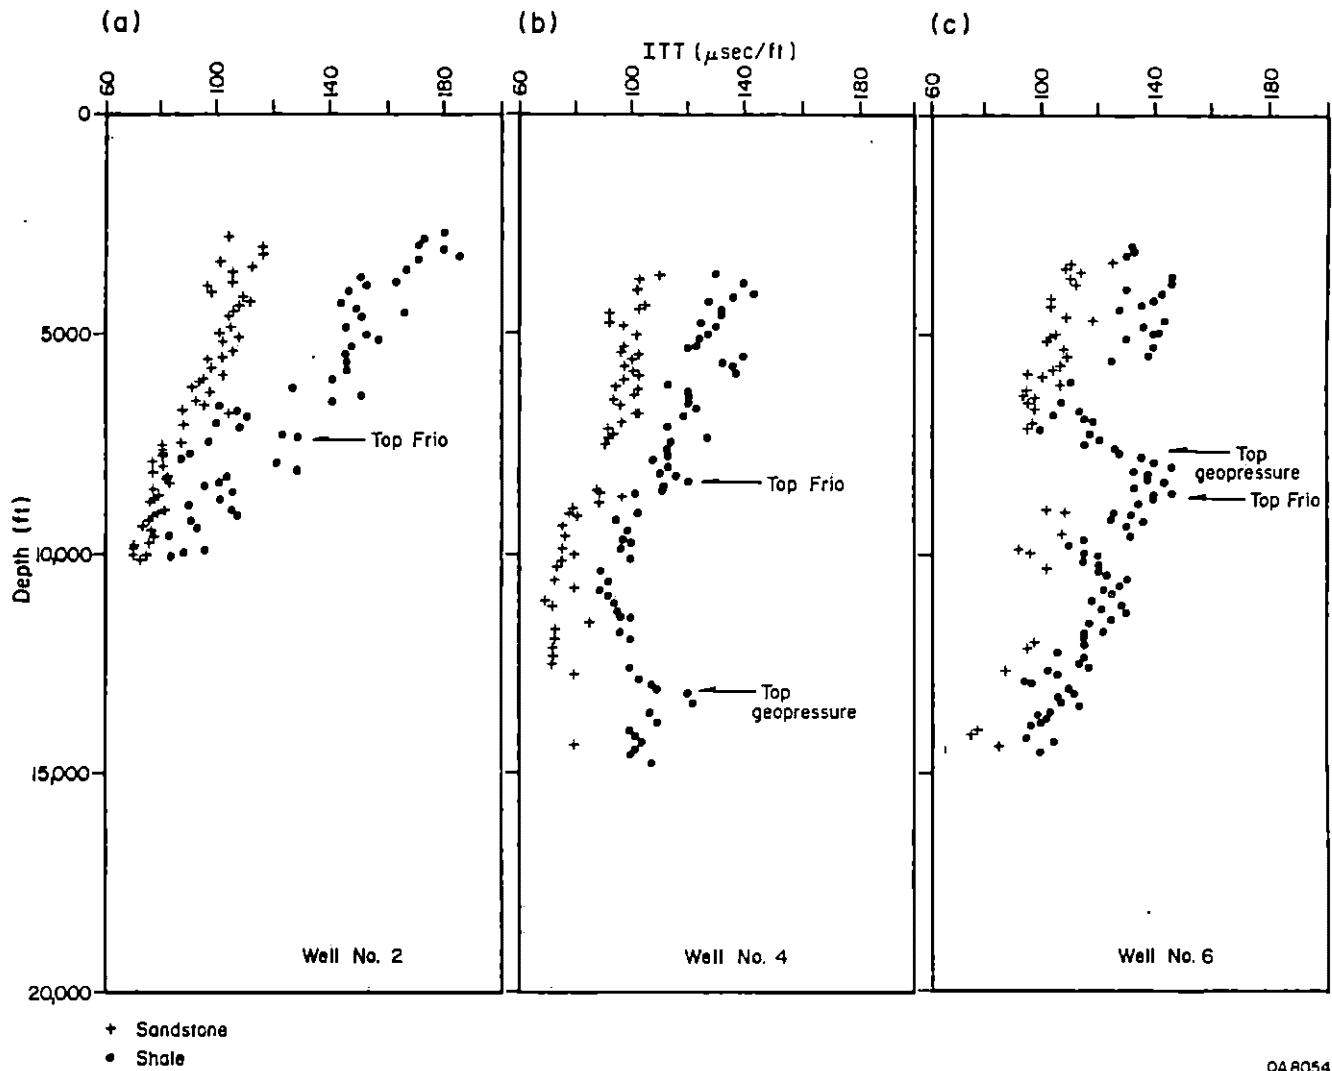 (a) (b) (c)
ITT (μsec/ft)
60 100 140 180 60 100 140 180 60 100 140 180
0
5000
10,000
15,000
20,000
Depth (ft)
Top Frio
Top Frio
Top
geopressure
Top
geopressure
Top Frio
Well No. 2 Well No. 4 Well No. 6
+ Sandstone
• Shale
QA8054